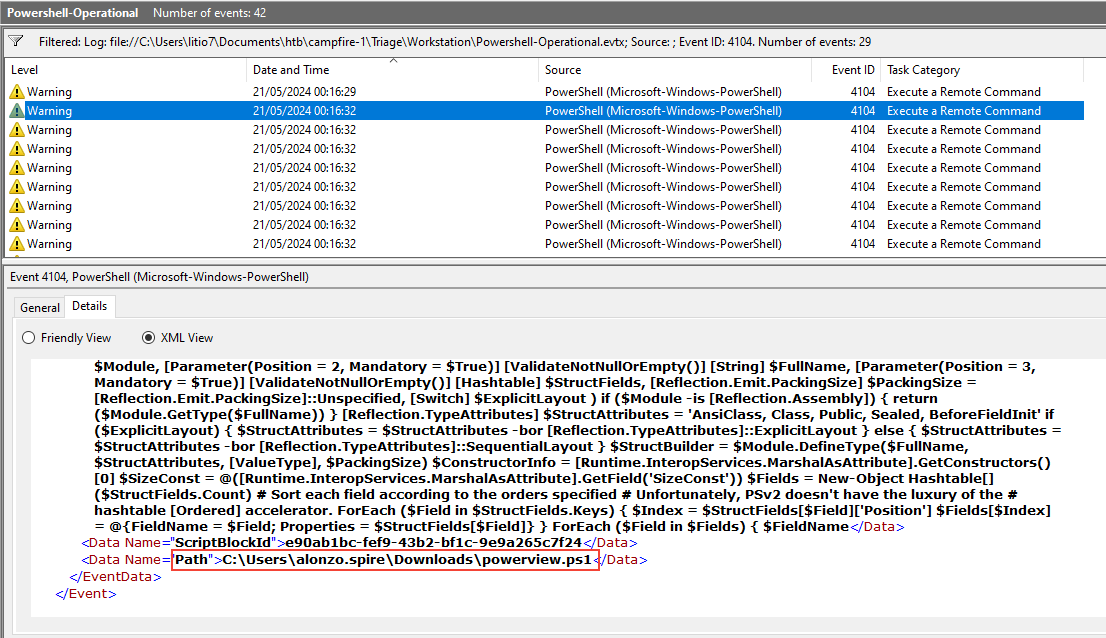 Powershell-Operational Number of events: 42
Filtered: Log: file://C:\Users\litio7\Documents\htb\campfire-1\Triage\Workstation\Powershell-Operational.evtx; Source: ; Event ID: 4104. Number of events: 29
Level Date and Time Source Event ID Task Category
Warning 21/05/2024 00:16:29 PowerShell (Microsoft-Windows-PowerShell) 4104 Execute a Remote Command
Warning 21/05/2024 00:16:32 PowerShell (Microsoft-Windows-PowerShell) 4104 Execute a Remote Command
Warning 21/05/2024 00:16:32 PowerShell (Microsoft-Windows-PowerShell) 4104 Execute a Remote Command
Warning 21/05/2024 00:16:32 PowerShell (Microsoft-Windows-PowerShell) 4104 Execute a Remote Command
Warning 21/05/2024 00:16:32 PowerShell (Microsoft-Windows-PowerShell) 4104 Execute a Remote Command
Warning 21/05/2024 00:16:32 PowerShell (Microsoft-Windows-PowerShell) 4104 Execute a Remote Command
Warning 21/05/2024 00:16:32 PowerShell (Microsoft-Windows-PowerShell) 4104 Execute a Remote Command
Warning 21/05/2024 00:16:32 PowerShell (Microsoft-Windows-PowerShell) 4104 Execute a Remote Command
Warning 21/05/2024 00:16:32 PowerShell (Microsoft-Windows-PowerShell) 4104 Execute a Remote Command
Event 4104, PowerShell (Microsoft-Windows-PowerShell)
General Details
Friendly View XML View
$Module, [Parameter(Position = 2, Mandatory = $True)] [ValidateNotNullOrEmpty()] [String] $FullName, [Parameter(Position = 3,
Mandatory = $True)] [ValidateNotNullOrEmpty()] [Hashtable] $StructFields, [Reflection.Emit.PackingSize] $PackingSize =
[Reflection.Emit.PackingSize]::Unspecified, [Switch] $ExplicitLayout ) if ($Module -is [Reflection.Assembly]) { return
($Module.GetType($FullName)) } [Reflection.TypeAttributes] $StructAttributes = 'AnsiClass, Class, Public, Sealed, BeforeFieldInit' if
($ExplicitLayout) { $StructAttributes = $StructAttributes -bor [Reflection.TypeAttributes]::ExplicitLayout } else { $StructAttributes =
$StructAttributes -bor [Reflection.TypeAttributes]::SequentialLayout } $StructBuilder = $Module.DefineType($FullName,
$StructAttributes, [ValueType], $PackingSize) $ConstructorInfo = [Runtime.InteropServices.MarshalAsAttribute].GetConstructors()
[0] $SizeConst = @([Runtime.InteropServices.MarshalAsAttribute].GetField('SizeConst')) $Fields = New-Object Hashtable[]
($StructFields.Count) # Sort each field according to the orders specified # Unfortunately, PSv2 doesn't have the luxury of the #
hashtable [Ordered] accelerator. ForEach ($Field in $StructFields.Keys) { $Index = $StructFields[$Field]['Position'] $Fields[$Index]
= @{FieldName = $Field; Properties = $StructFields[$Field]} } ForEach ($Field in $Fields) { $FieldName</Data>
<Data Name="ScriptBlockId">e90ab1bc-fef9-43b2-bf1c-9e9a265c7f24</Data>
<Data Name="Path">C:\Users\alonzo.spire\Downloads\powerview.ps1</Data>
</EventData>
</Event>